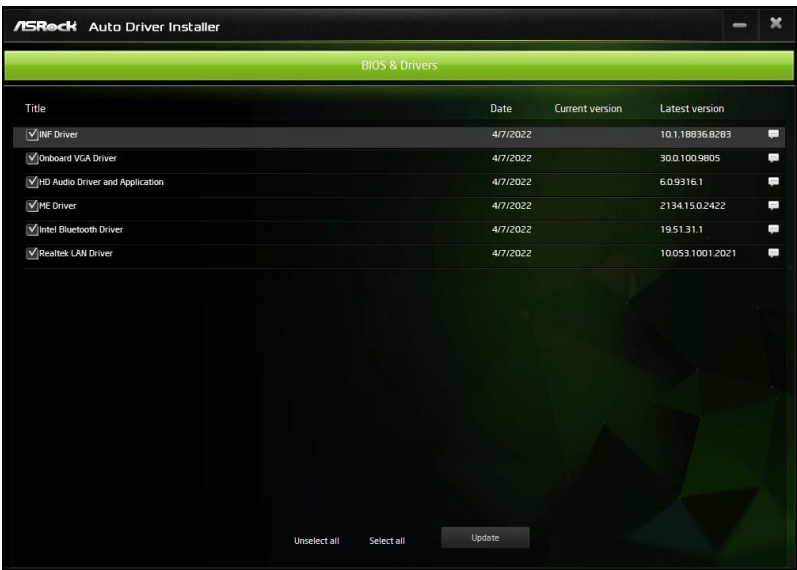 ASRock Auto Driver Installer
BIOS & Drivers
Title Date Current version Latest version
INF Driver 4/7/2022 10.1.18836.8283
Onboard VGA Driver 4/7/2022 30.0.100.9805
HD Audio Driver and Application 4/7/2022 6.0.9316.1
ME Driver 4/7/2022 2134.15.0.2422
Intel Bluetooth Driver 4/7/2022 19.51.31.1
Realtek LAN Driver 4/7/2022 10.053.1001.2021
Unselect all Select all Update